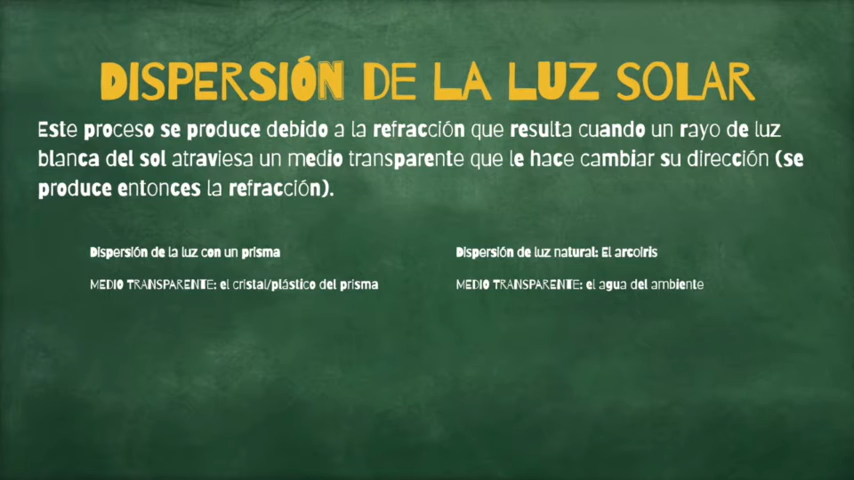 DISPERSIÓN DE LA LUZ SOLAR
Este proceso se produce debido a la refracción que resulta cuando un rayo de luz
blanca del sol atraviesa un medio transparente que le hace cambiar su dirección (se
produce entonces la refracción).
Dispersión de la luz con un prisma
MEDIO TRANSPARENTE: el cristal/plástico del prisma
Dispersión de luz natural: El arcoiris
MEDIO TRANSPARENTE: el agua del ambiente